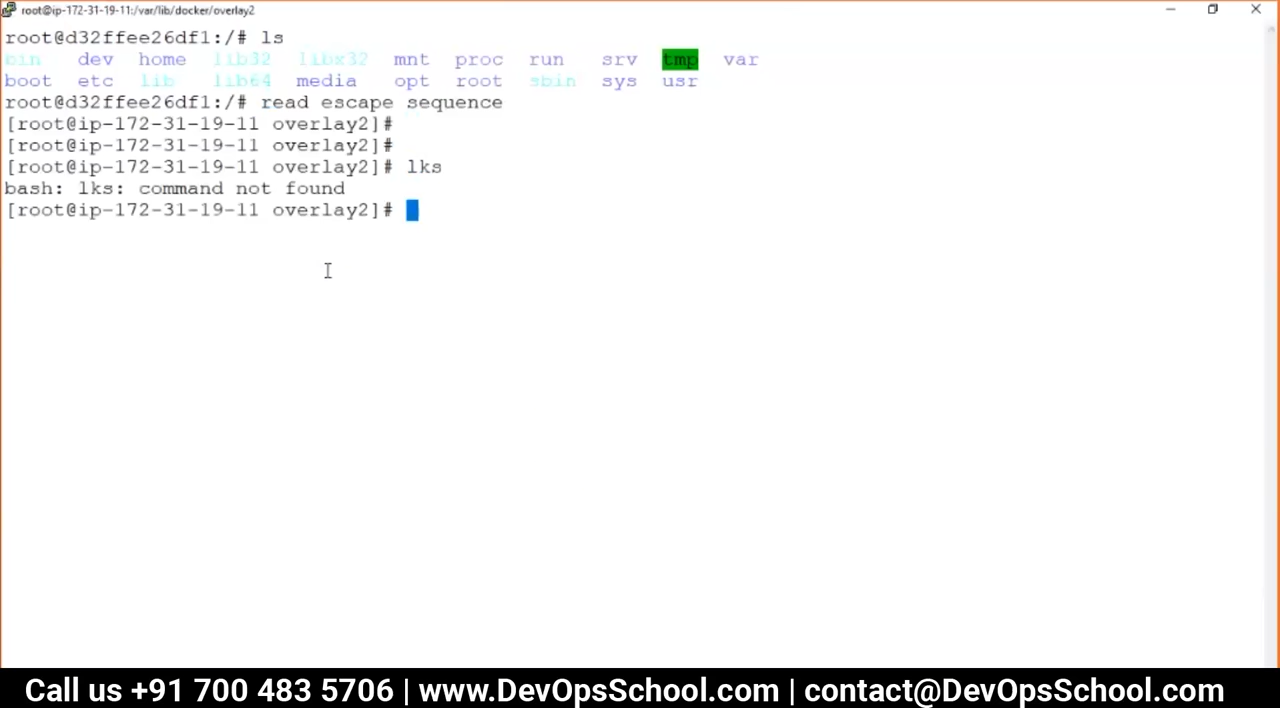 root@ip-172-31-19-11:/var/lib/docker/overlay2
root@d32ffee26df1:/# ls
bin dev home lib32 libx32 mnt proc run srv tmp var
boot etc lib lib64 media opt root sbin sys usr
root@d32ffee26df1:/# read escape sequence
[root@ip-172-31-19-11 overlay2]#
[root@ip-172-31-19-11 overlay2]#
[root@ip-172-31-19-11 overlay2]# lks
bash: lks: command not found
[root@ip-172-31-19-11 overlay2]#
Call us +91 700 483 5706 | www.DevOpsSchool.com | contact@DevOpsSchool.com